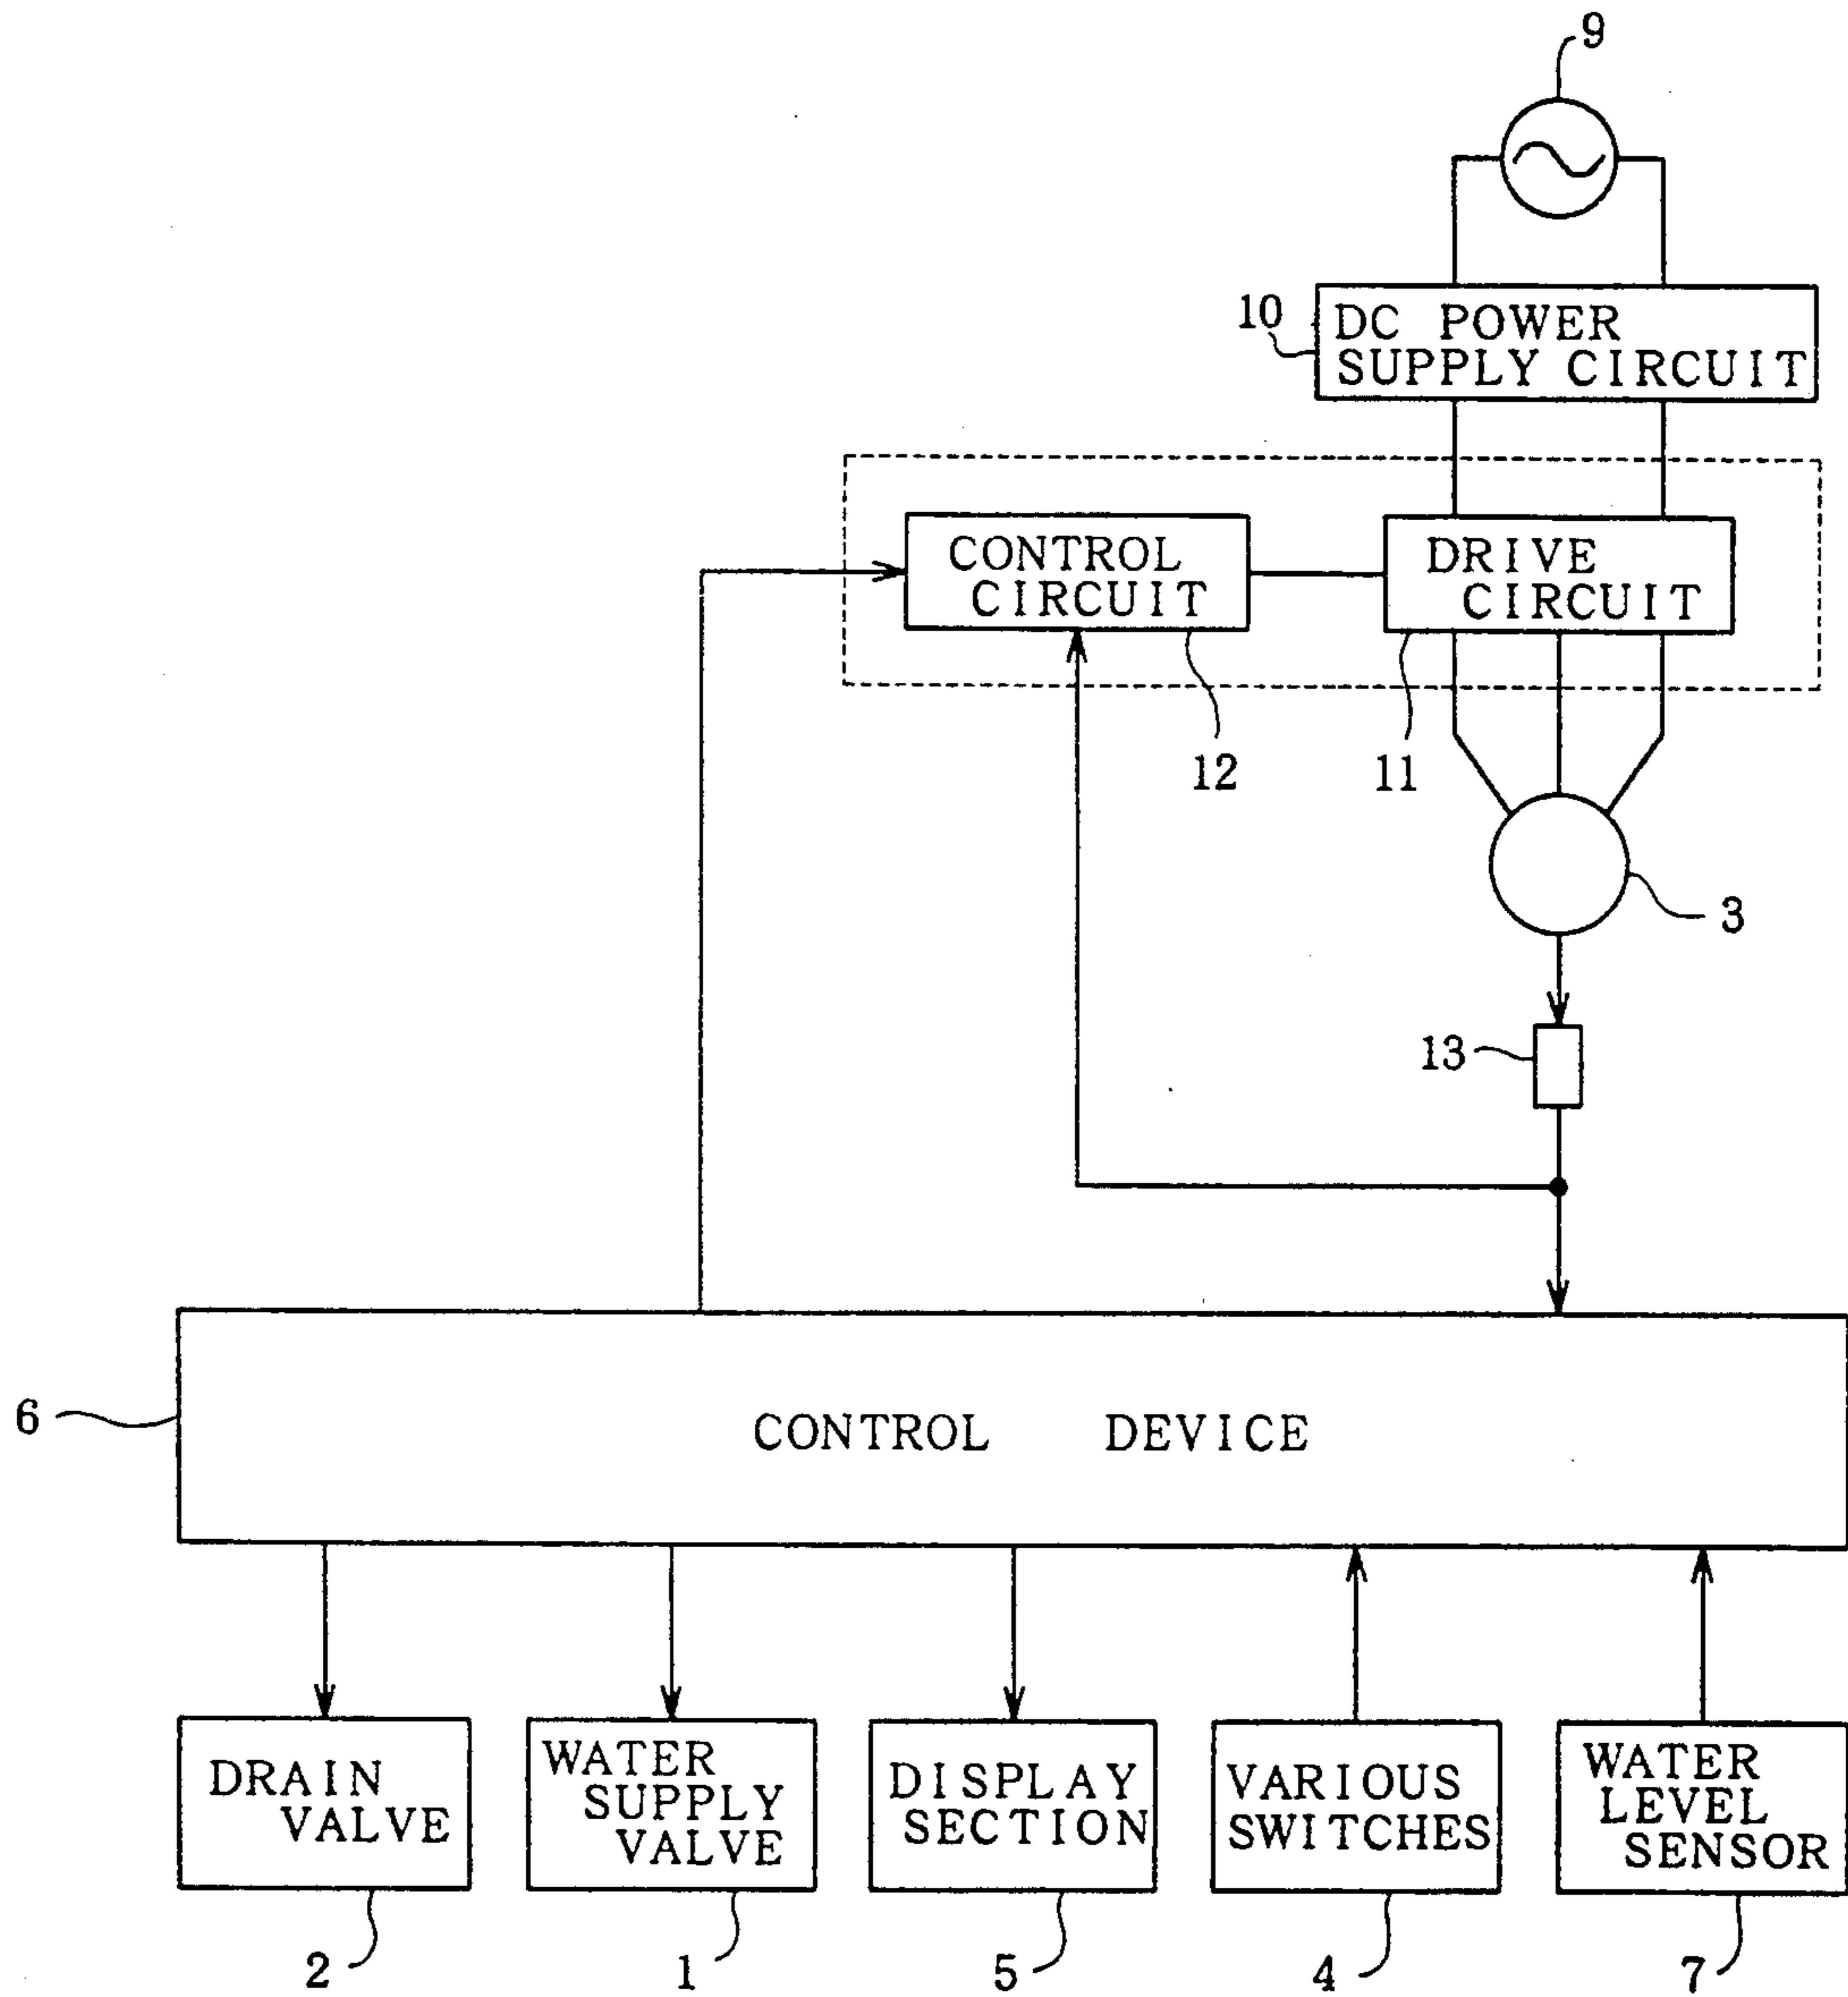 9
10
DC POWER
SUPPLY CIRCUIT
CONTROL
CIRCUIT
DRIVE
CIRCUIT
12
11
3
13
6
CONTROL DEVICE
DRAIN
VALVE
WATER
SUPPLY
VALVE
DISPLAY
SECTION
VARIOUS
SWITCHES
WATER
LEVEL
SENSOR
2
1
5
4
7